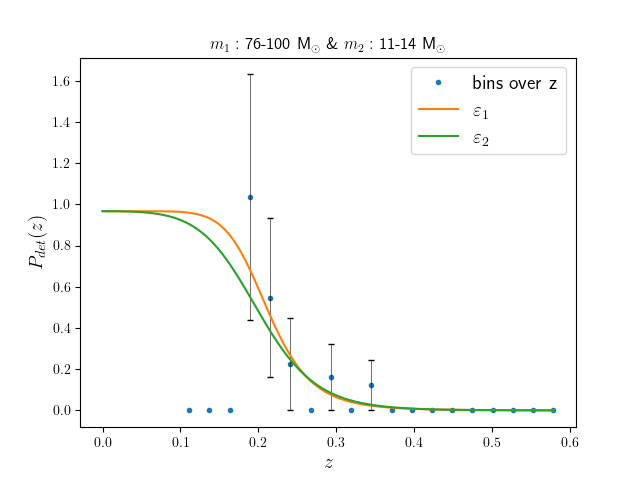 m₁ : 76-100 M⊙ & m₂ : 11-14 M⊙
bins over z
ε₁
ε₂
P_det(z)
1.6
1.4
1.2
1.0
0.8
0.6
0.4
0.2
0.0
0.0 0.1 0.2 0.3 0.4 0.5 0.6
z